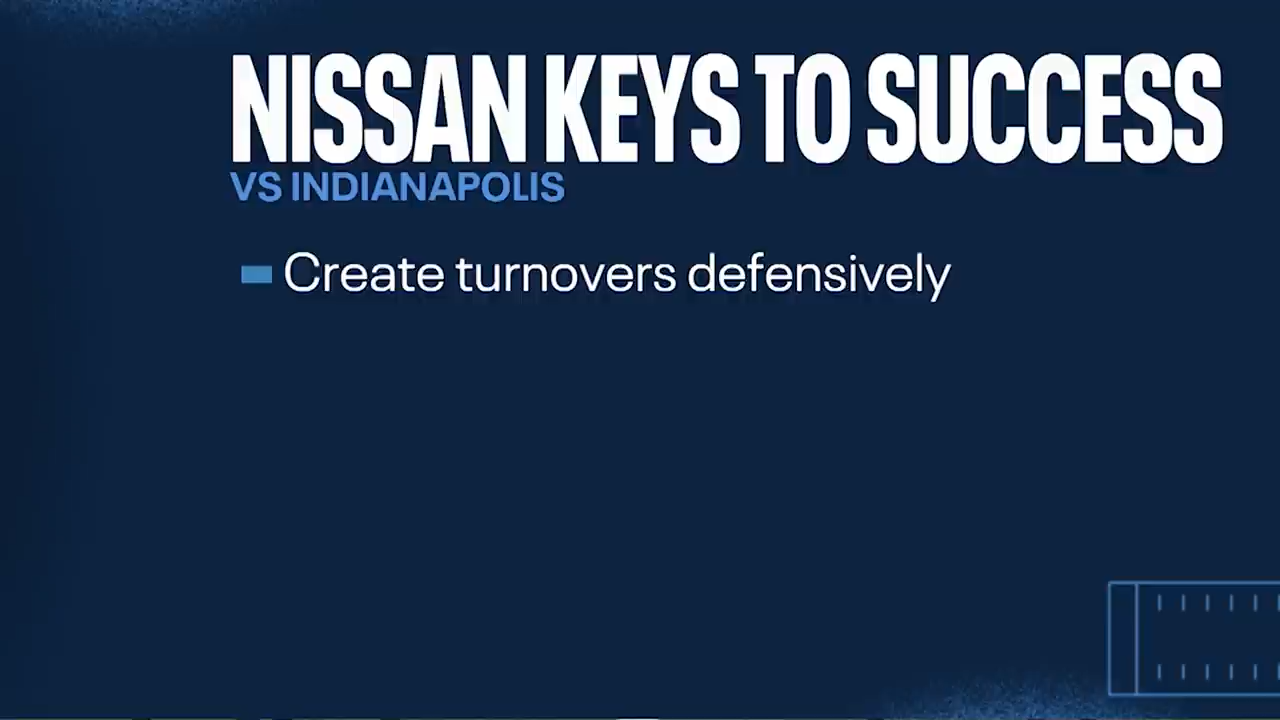 NISSAN KEYS TO SUCCESS
VS INDIANAPOLIS
Create turnovers defensively